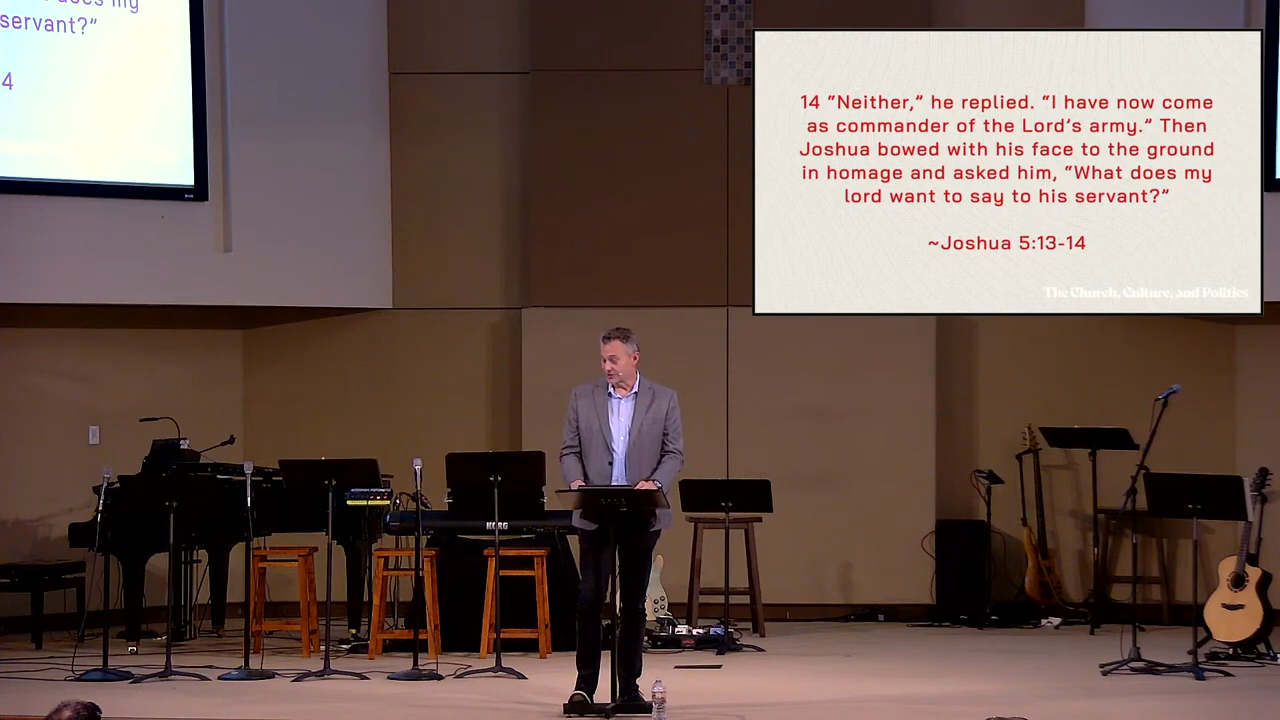 does my
servant?”
4
14 “Neither,“ he replied. “I have now come
as commander of the Lord’s army.“ Then
Joshua bowed with his face to the ground
in homage and asked him, “What does my
lord want to say to his servant?“
~Joshua 5:13-14
The Church, Culture, and Politics
KORG